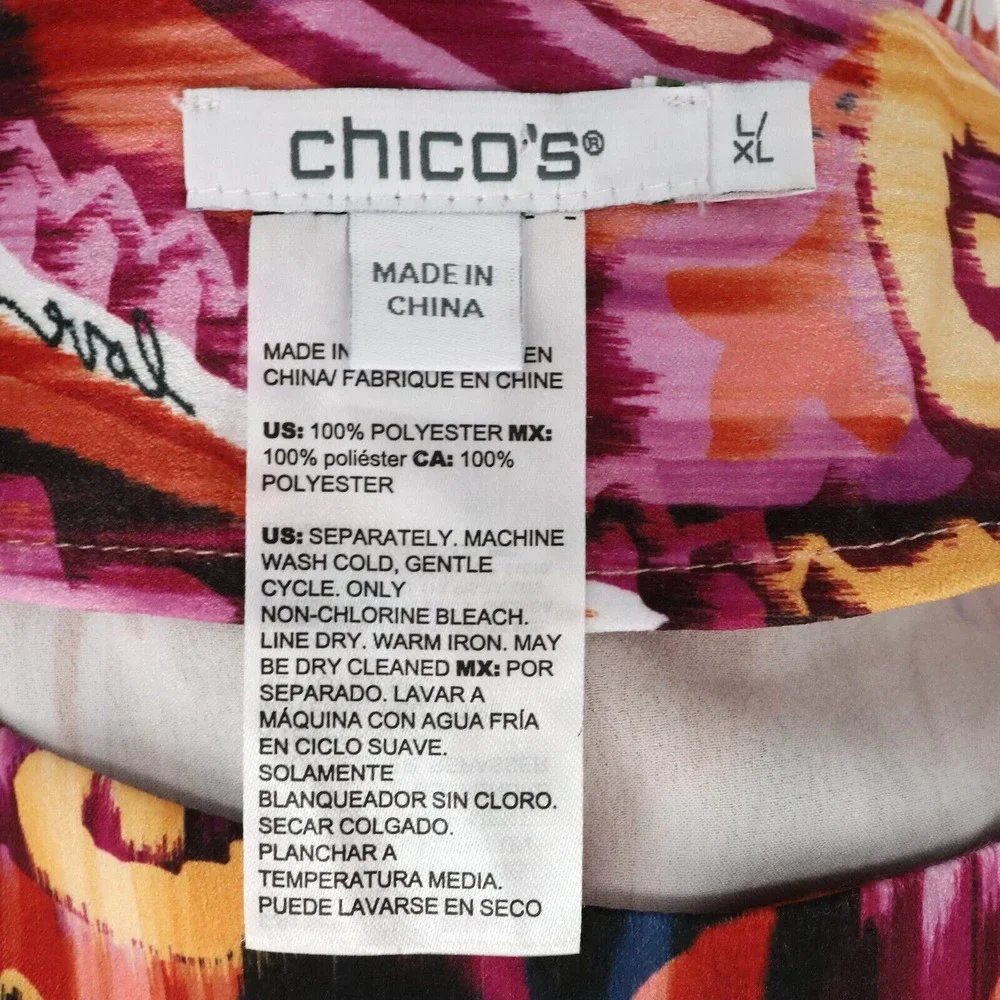 chico's®
L/
XL
MADE IN
CHINA
MADE IN EN
CHINA/ FABRIQUE EN CHINE
US: 100% POLYESTER MX:
100% poliéster CA: 100%
POLYESTER
US: SEPARATELY. MACHINE
WASH COLD, GENTLE
CYCLE. ONLY
NON-CHLORINE BLEACH.
LINE DRY. WARM IRON. MAY
BE DRY CLEANED MX: POR
SEPARADO. LAVAR A
MÁQUINA CON AGUA FRÍA
EN CICLO SUAVE.
SOLAMENTE
BLANQUEADOR SIN CLORO.
SECAR COLGADO.
PLANCHAR A
TEMPERATURA MEDIA.
PUEDE LAVARSE EN SECO